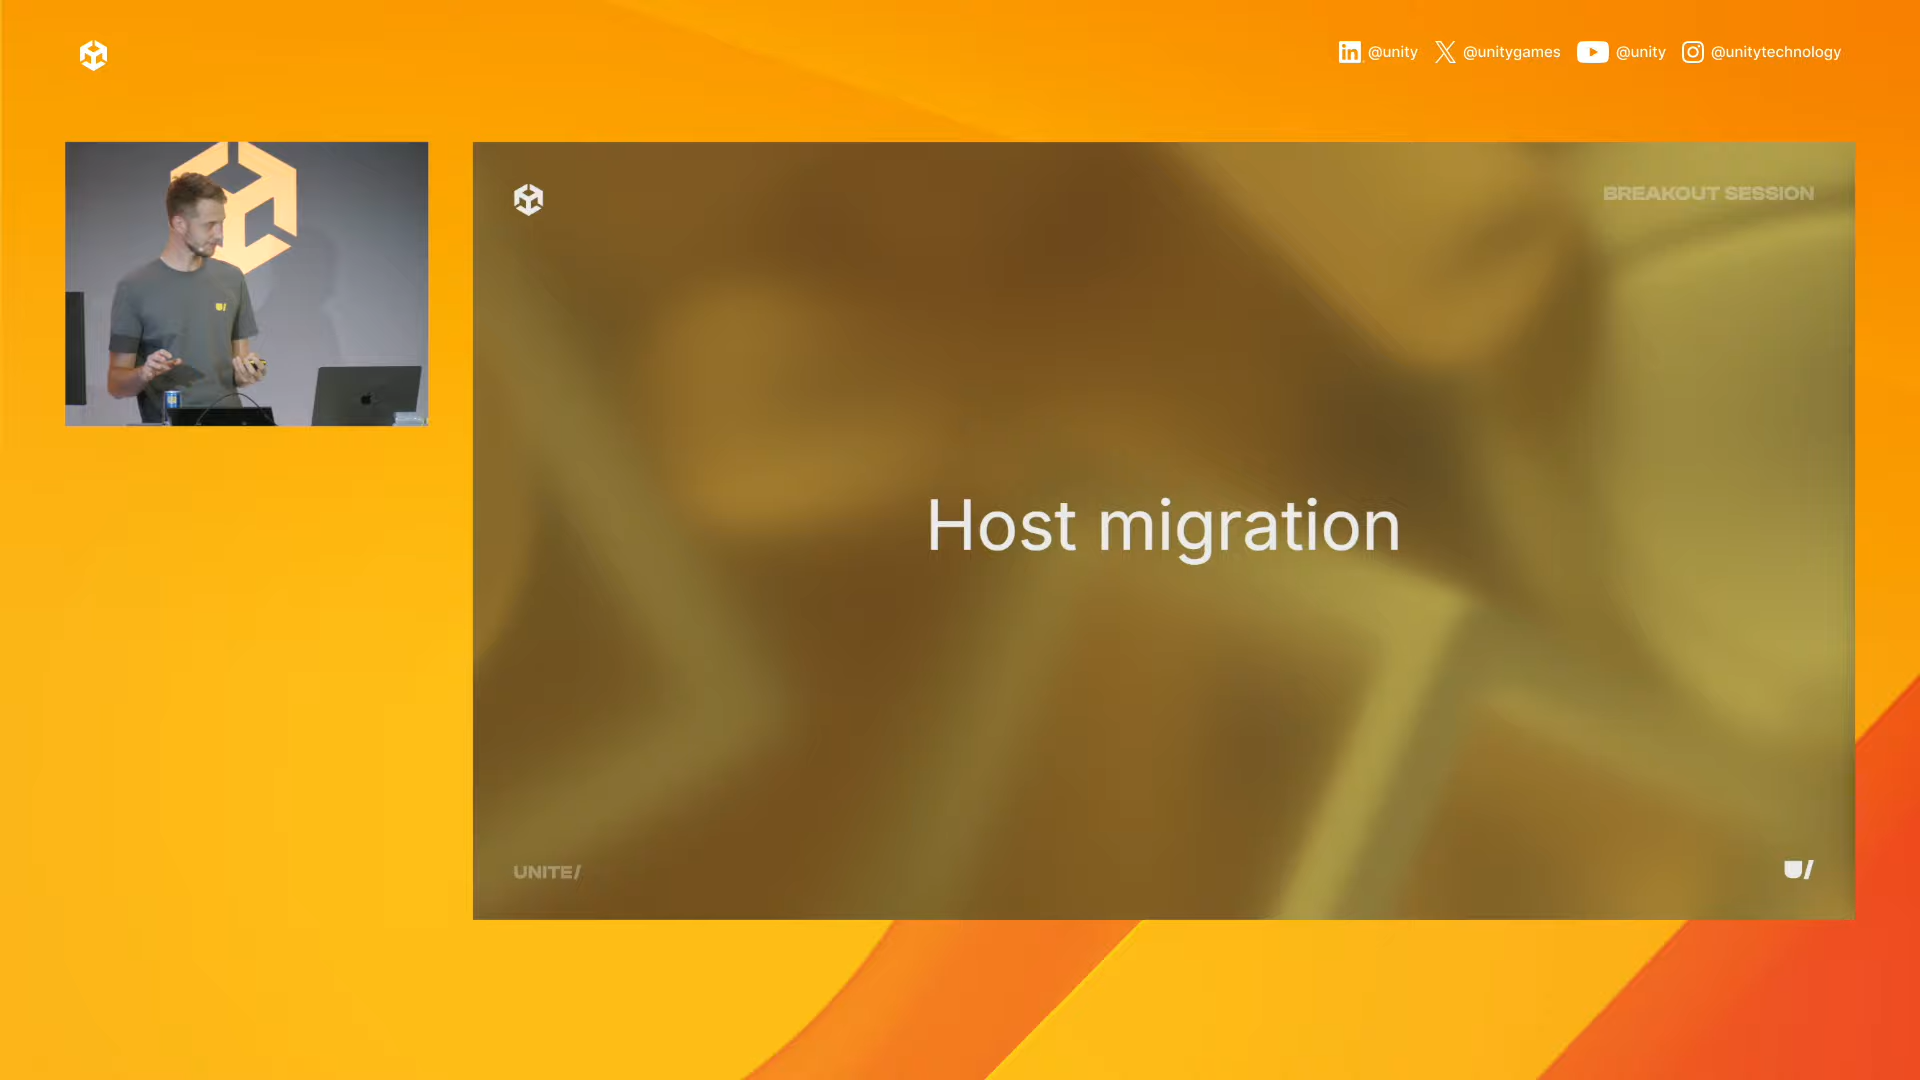 @unity
@unitygames
@unity
@unitytechnology
BREAKOUT SESSION
Host migration
UNITE/